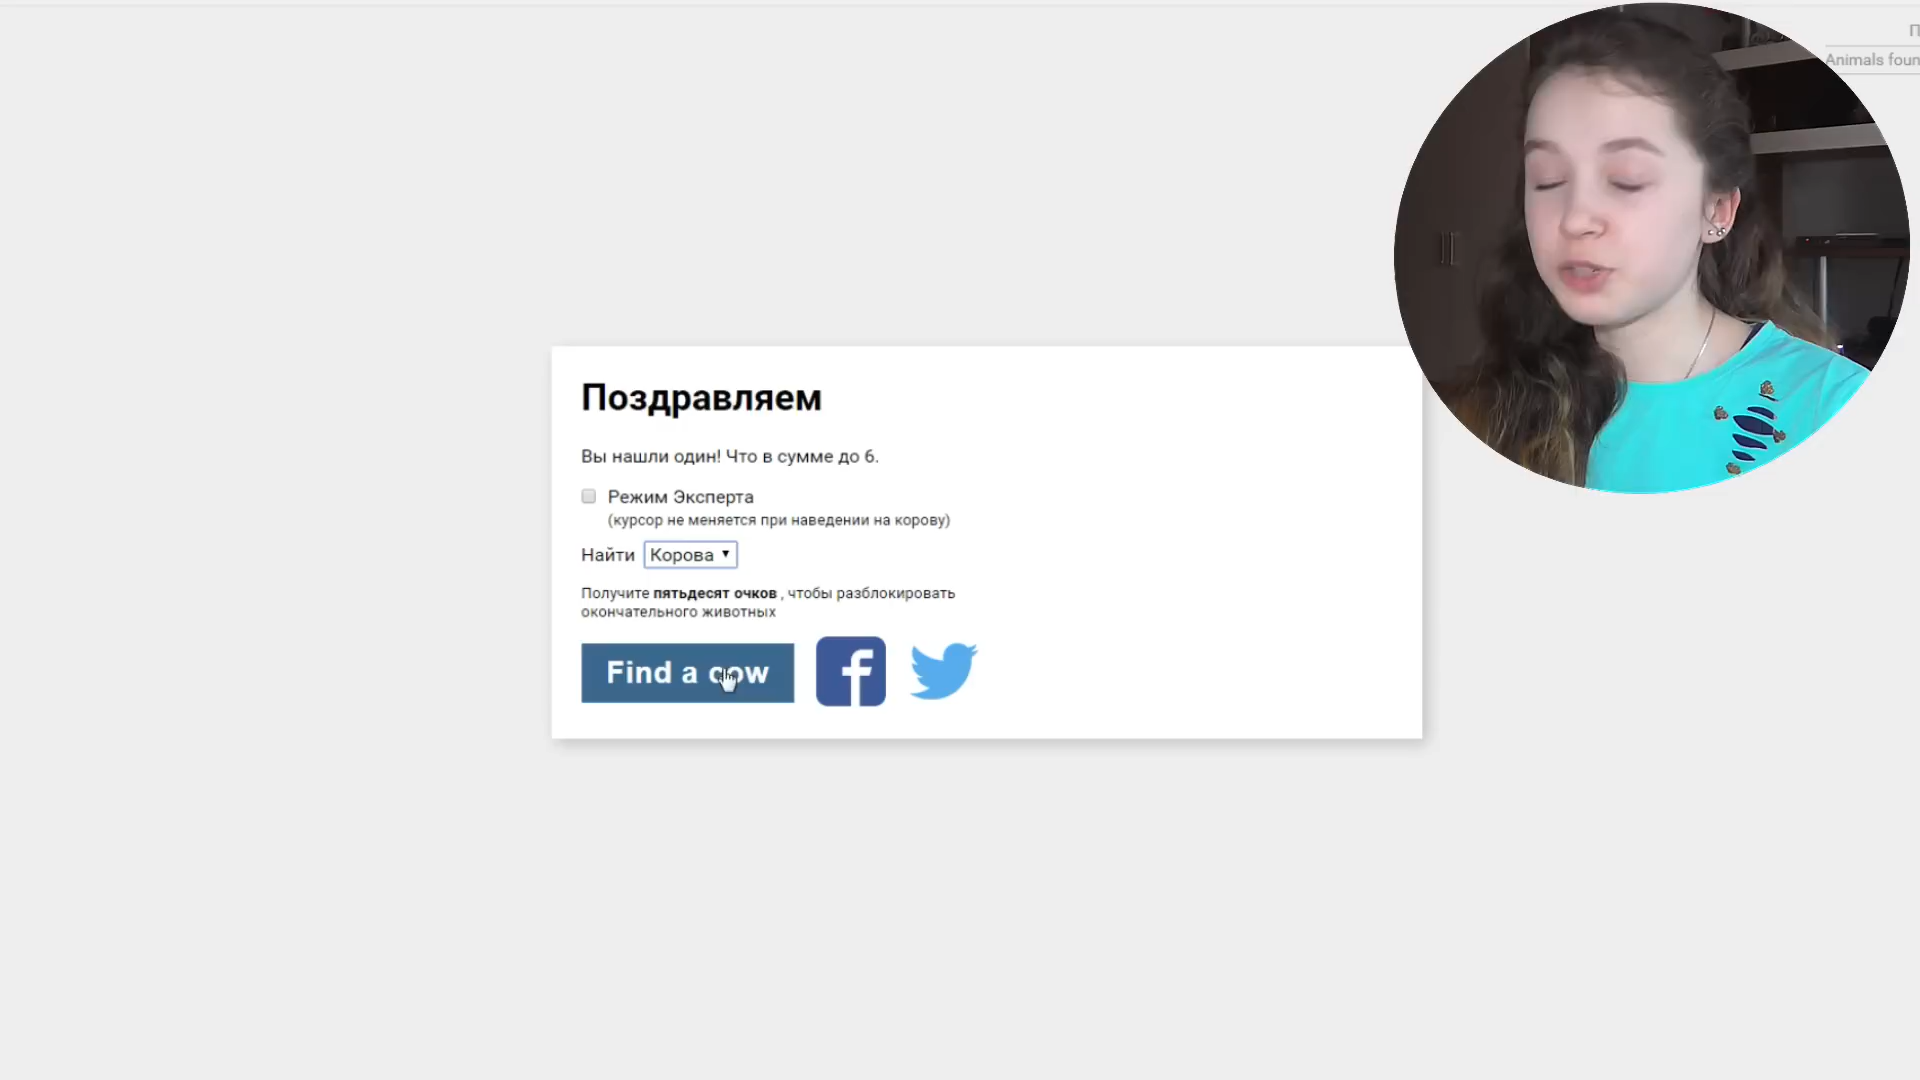 Animals foun
Поздравляем
Вы нашли один! Что в сумме до 6.
Режим Эксперта
(курсор не меняется при наведении на корову)
Найти Корова
Получите пятьдесят очков , чтобы разблокировать
окончательного животных
Find a cow